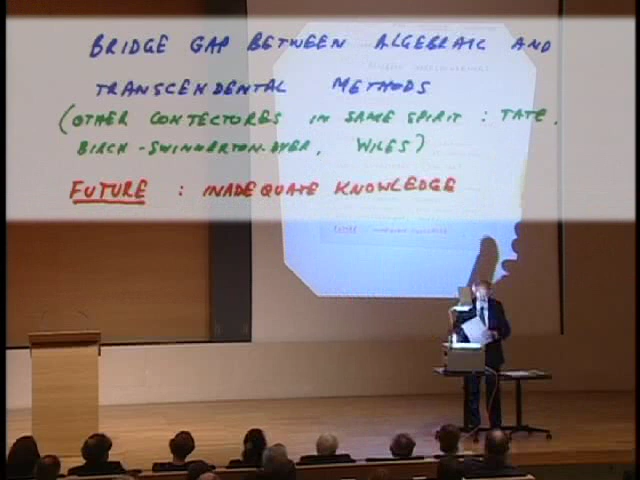 BRIDGE GAP BETWEEN ALGEBRAIC AND
TRANSCENDENTAL METHODS
(OTHER CONTECTORES IN SAME SPIRIT : TATE,
BIRCH-SWINNERTON-DYER, WILES)
FUTURE : INADEQUATE KNOWLEDGE